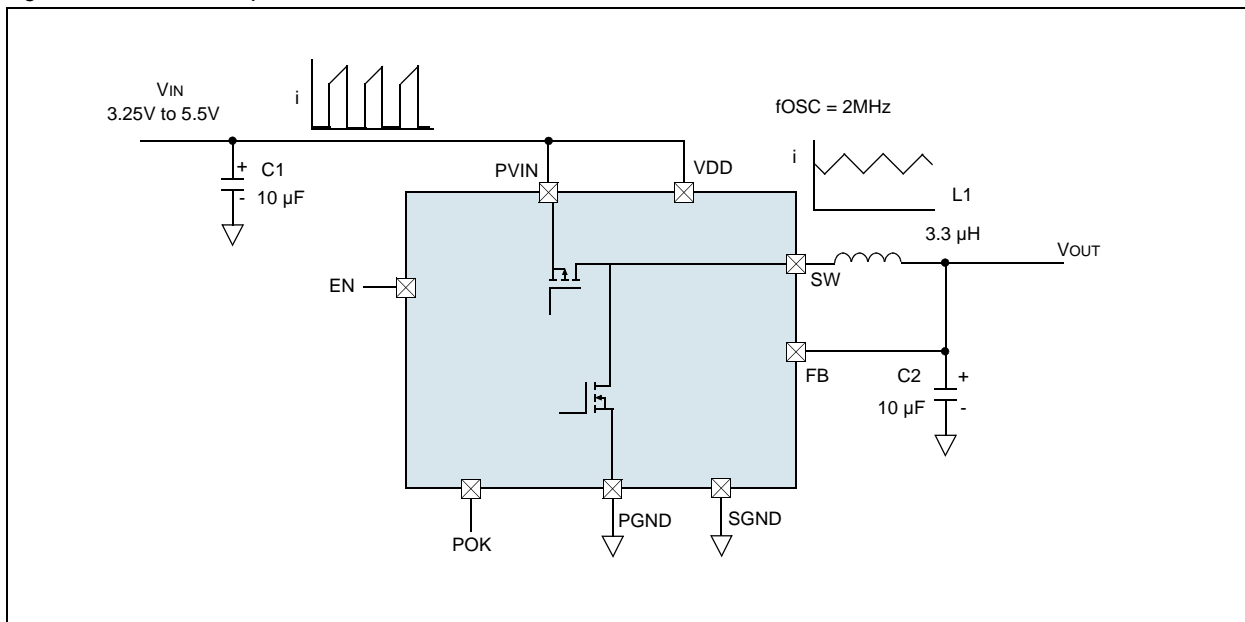 VIN
3.25V to 5.5V
i
fOSC = 2MHz
+
C1
10 µF
-
PVIN
VDD
i
L1
3.3 µH
VOUT
SW
EN
FB
C2
+
10 µF
-
POK
PGND
SGND